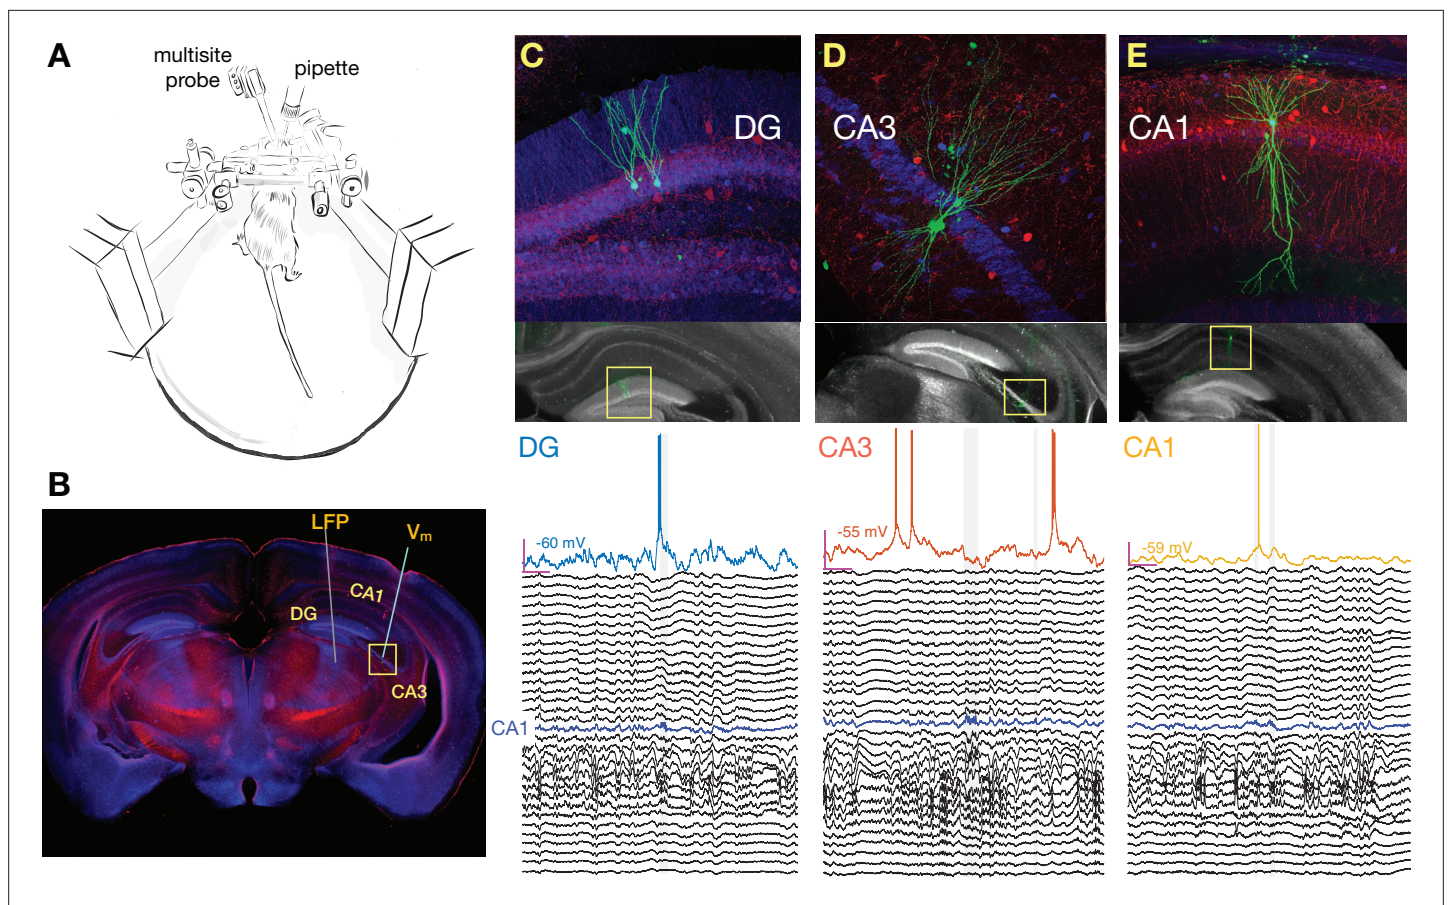 A
multisite
probe
pipette
B
LFP
Vm
CA1
DG
CA3
C
DG
D
CA3
E
CA1
DG
-60 mV
CA3
-55 mV
CA1
-59 mV
CA1